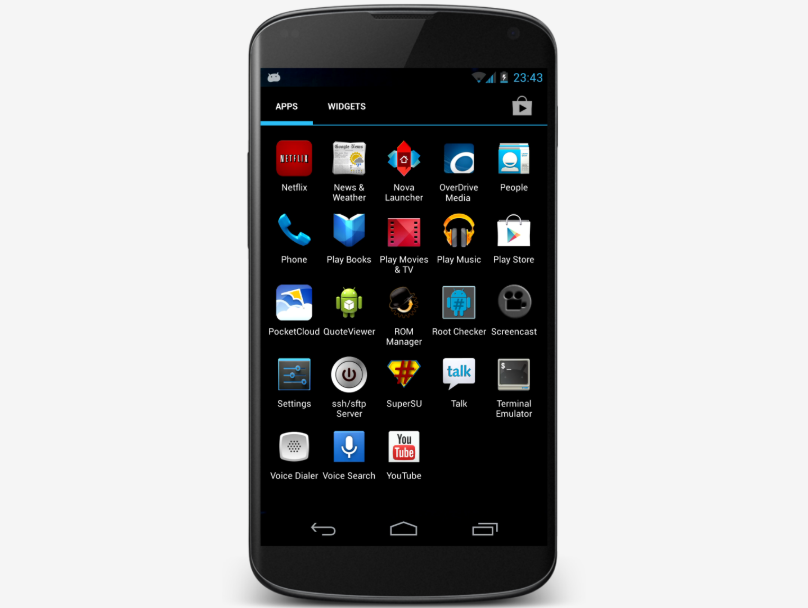 23:43
APPS WIDGETS
NETFLIX Google News
Netflix News & Weather Nova Launcher OverDrive Media People
Phone Play Books Play Movies & TV Play Music Play Store
#
PocketCloud QuoteViewer ROM Manager Root Checker Screencast
# talk $
Settings ssh/sftp Server SuperSU Talk Terminal Emulator
You
Tube
Voice Dialer Voice Search YouTube